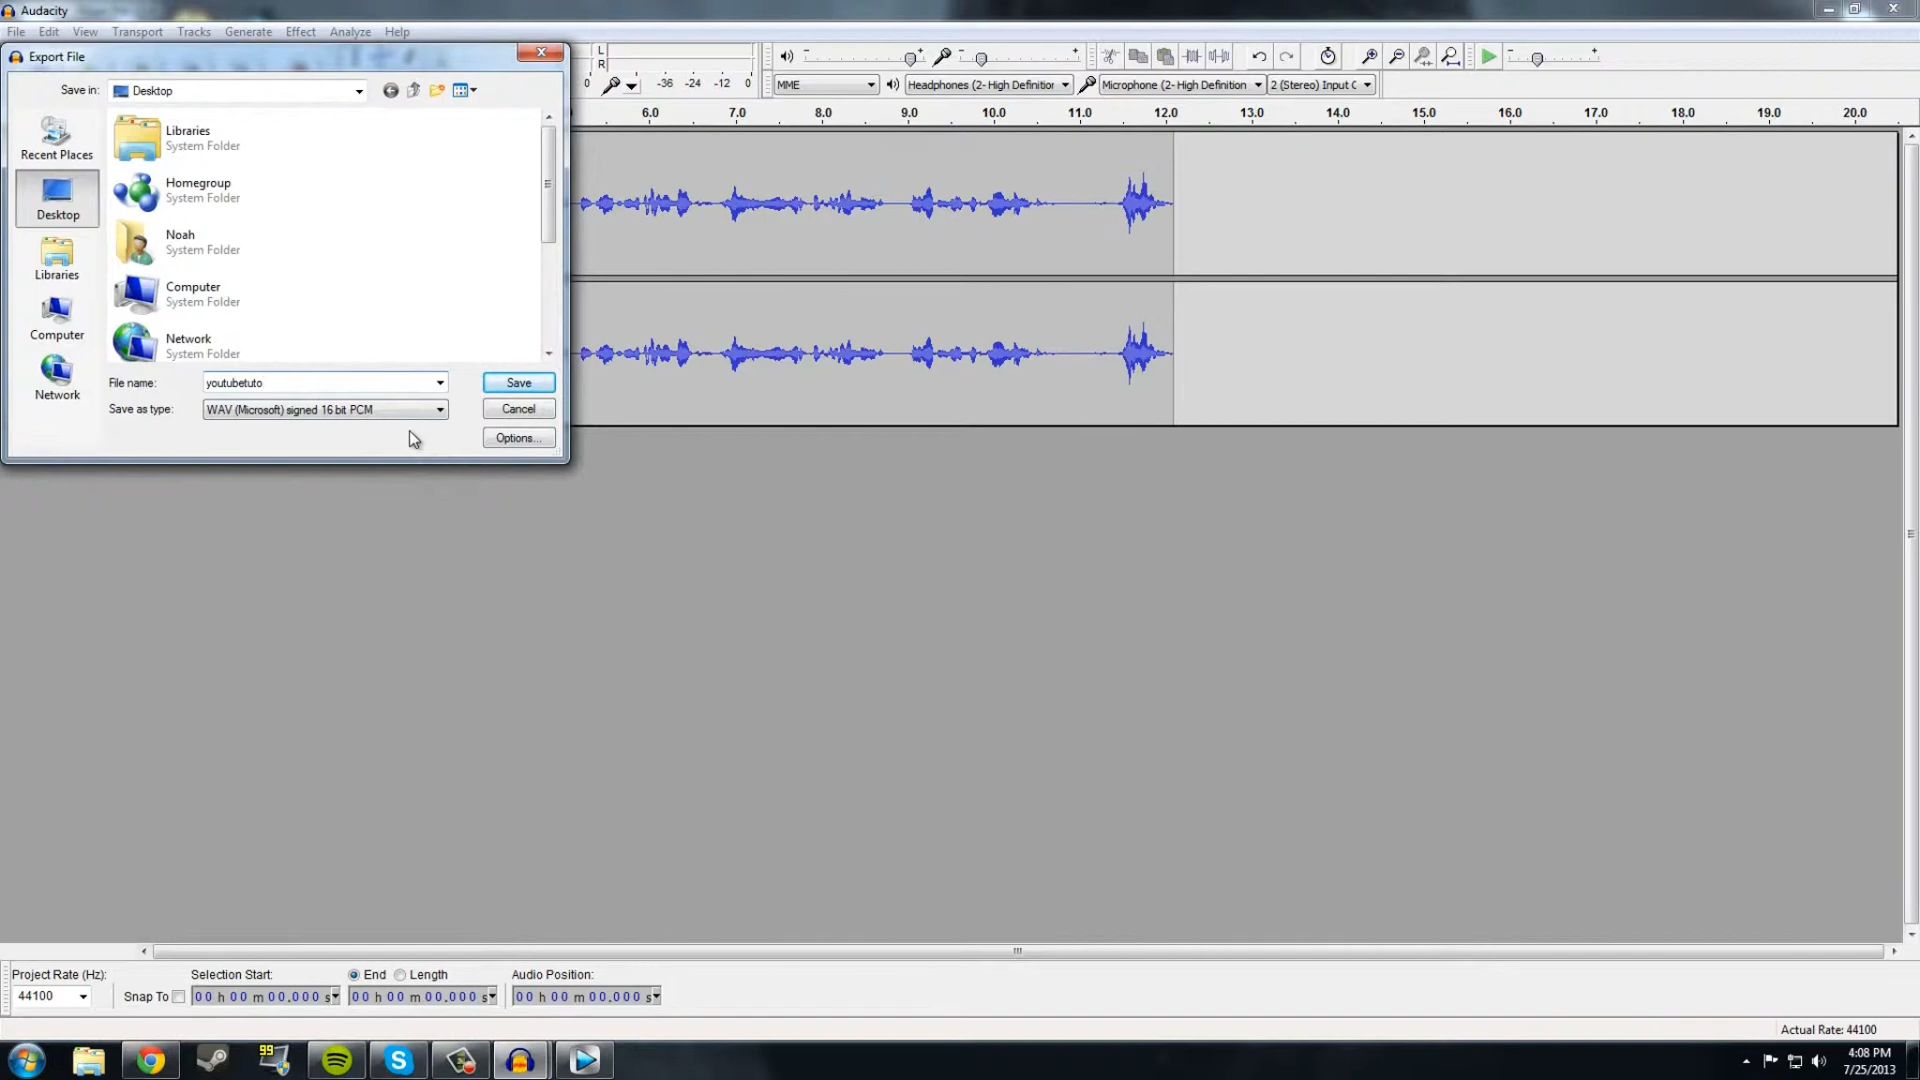 Audacity
File Edit View Transport Tracks Generate Effect Analyze Help
Export File
Save in: Desktop
Recent Places
Desktop
Libraries
Computer
Network
Libraries
System Folder
Homegroup
System Folder
Noah
System Folder
Computer
System Folder
Network
System Folder
File name: youtubetuto
Save as type: WAV (Microsoft) signed 16 bit PCM
Save
Cancel
Options...
L
R
0 -36 -24 -12 0
MME Headphones (2- High Definition Microphone (2- High Definition 2 (Stereo) Input C
6.0 7.0 8.0 9.0 10.0 11.0 12.0 13.0 14.0 15.0 16.0 17.0 18.0 19.0 20.0
Project Rate (Hz): Selection Start: End Length Audio Position:
44100 Snap To 00 h 00 m 00.000 s 00 h 00 m 00.000 s 00 h 00 m 00.000 s
Actual Rate: 44100
99
4:08 PM
7/25/2013